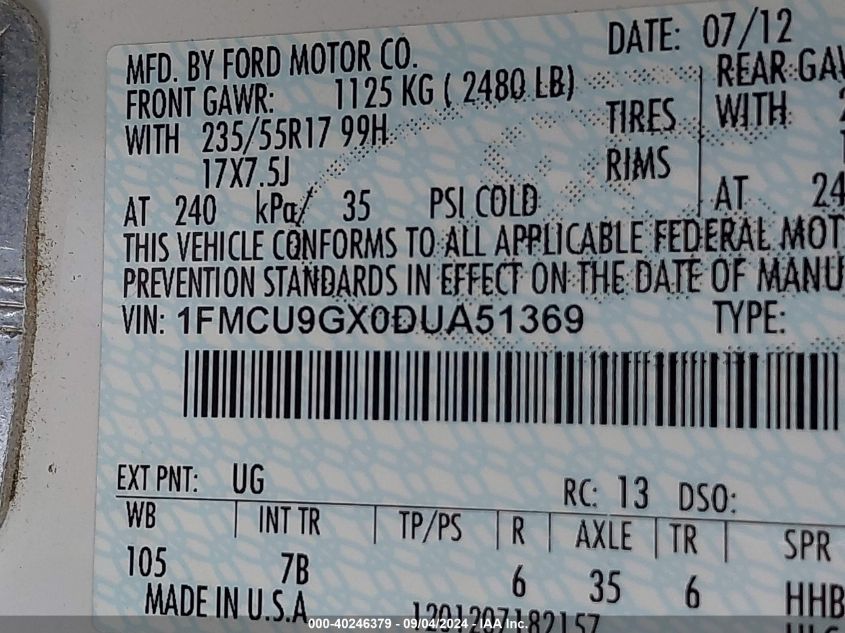 DATE: 07/12
MFD. BY FORD MOTOR CO.
FRONT GAWR: 1125 KG ( 2480 LB) REAR
WITH 235/55R17 99H TIRES WITH
17X7.5J RIMS
AT 240 kPa/ 35 PSI COLD AT 24
THIS VEHICLE CONFORMS TO ALL APPLICABLE FEDERAL MOT
PREVENTION STANDARDS IN EFFECT ON THE DATE OF MANU
VIN: 1FMCU9GX0DUA51369 TYPE:
EXT PNT: UG RC: 13 DSO:
WB INT TR TP/PS R AXLE TR SPR
105 7B 6 35 6 HHB
MADE IN U.S.A 1201207182157
000-40246379 - 09/04/2024 - IAA Inc.